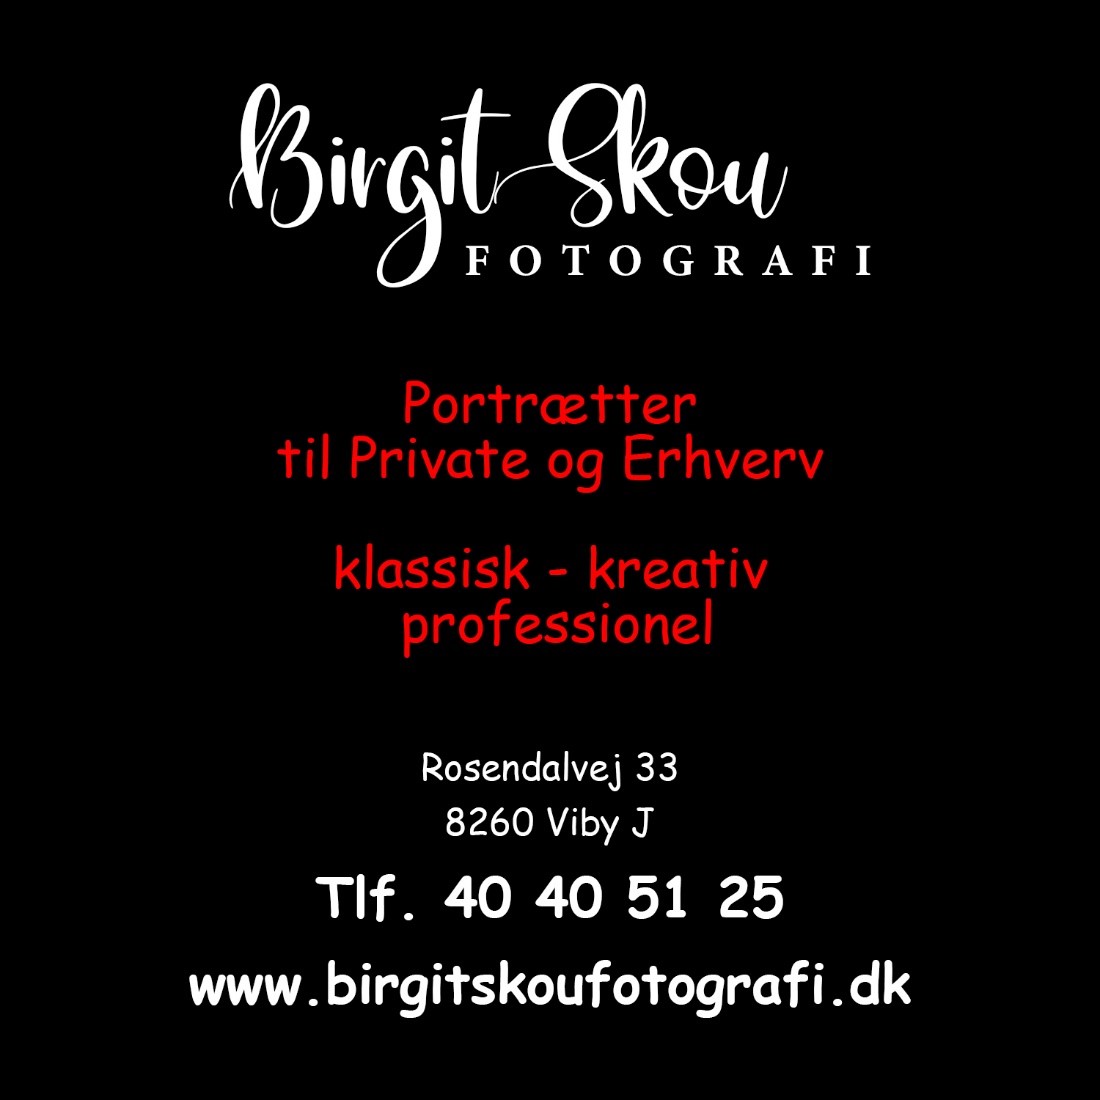 Birgit Skou
FOTOGRAFI
Portrætter
til Private og Erhverv
klassisk - kreativ
professionel
Rosendalvej 33
8260 Viby J
Tlf. 40 40 51 25
www.birgitskoufotografi.dk